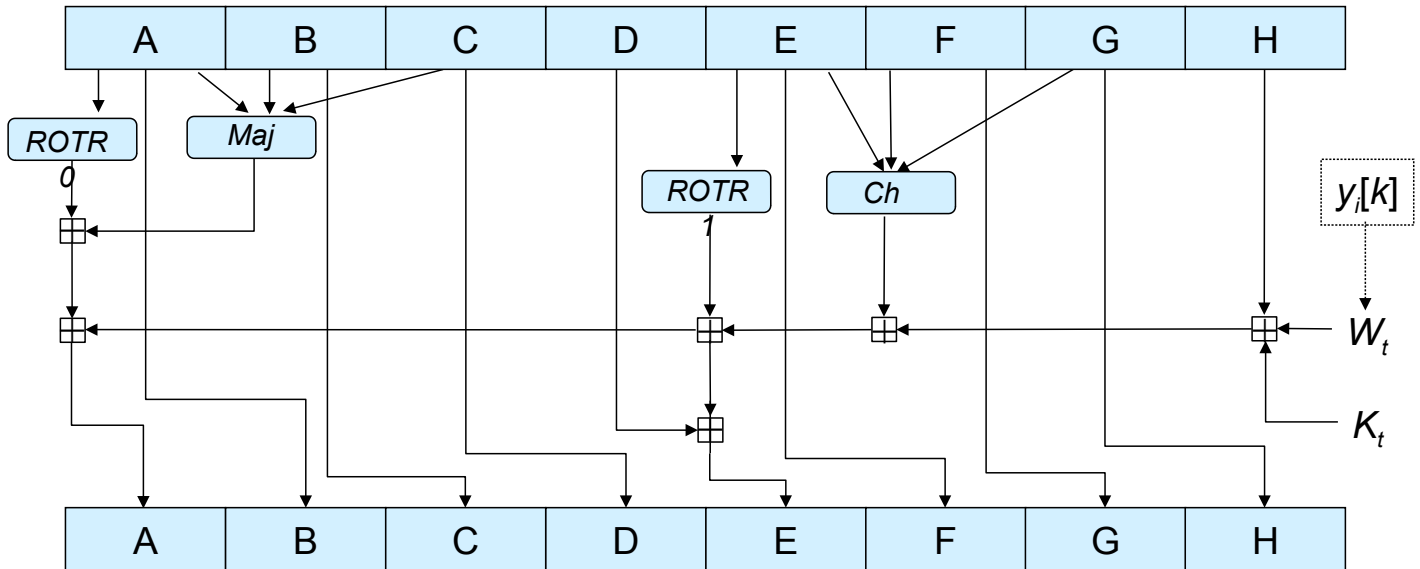 A B C D E F G H
ROTR
0
Maj
ROTR
1
Ch
yᵢ[k]
Wₜ
Kₜ
A B C D E F G H